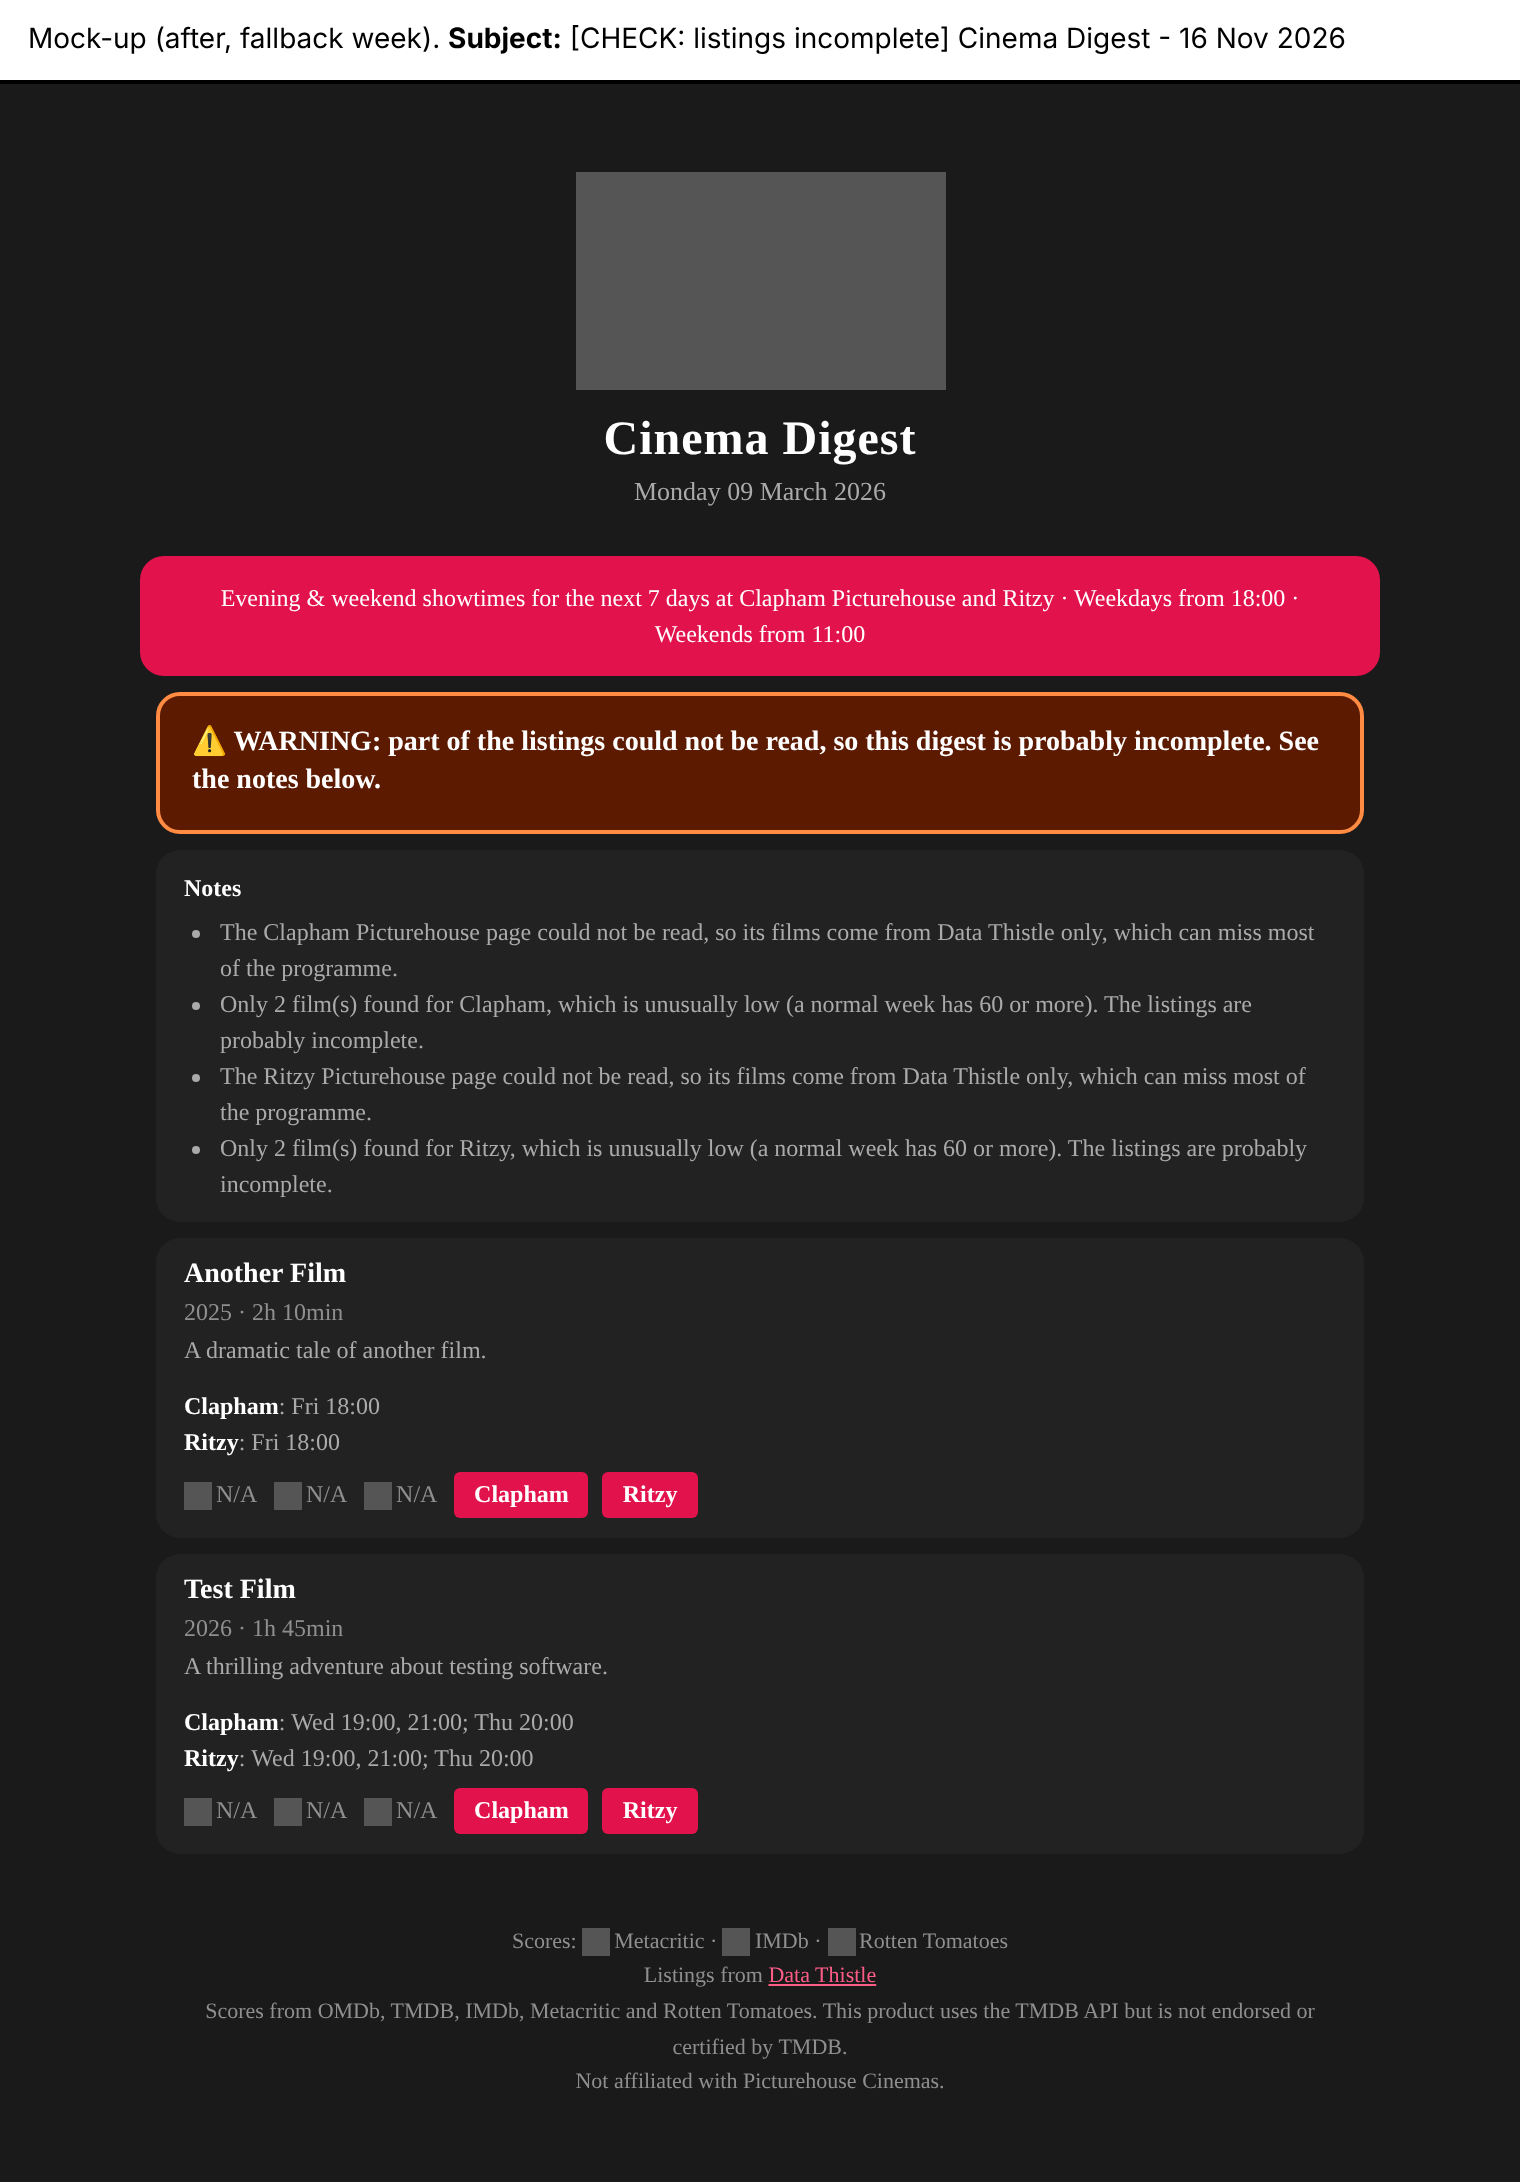 Mock-up (after, fallback week). Subject: [CHECK: listings incomplete] Cinema Digest - 16 Nov 2026
Cinema Digest
Monday 09 March 2026
Evening & weekend showtimes for the next 7 days at Clapham Picturehouse and Ritzy · Weekdays from 18:00 ·
Weekends from 11:00
⚠️ WARNING: part of the listings could not be read, so this digest is probably incomplete. See
the notes below.
Notes
• The Clapham Picturehouse page could not be read, so its films come from Data Thistle only, which can miss most
of the programme.
• Only 2 film(s) found for Clapham, which is unusually low (a normal week has 60 or more). The listings are
probably incomplete.
• The Ritzy Picturehouse page could not be read, so its films come from Data Thistle only, which can miss most of
the programme.
• Only 2 film(s) found for Ritzy, which is unusually low (a normal week has 60 or more). The listings are probably
incomplete.
Another Film
2025 · 2h 10min
A dramatic tale of another film.
Clapham: Fri 18:00
Ritzy: Fri 18:00
N/A N/A N/A Clapham Ritzy
Test Film
2026 · 1h 45min
A thrilling adventure about testing software.
Clapham: Wed 19:00, 21:00; Thu 20:00
Ritzy: Wed 19:00, 21:00; Thu 20:00
N/A N/A N/A Clapham Ritzy
Scores: Metacritic · IMDb · Rotten Tomatoes
Listings from Data Thistle
Scores from OMDb, TMDB, IMDb, Metacritic and Rotten Tomatoes. This product uses the TMDB API but is not endorsed or
certified by TMDB.
Not affiliated with Picturehouse Cinemas.